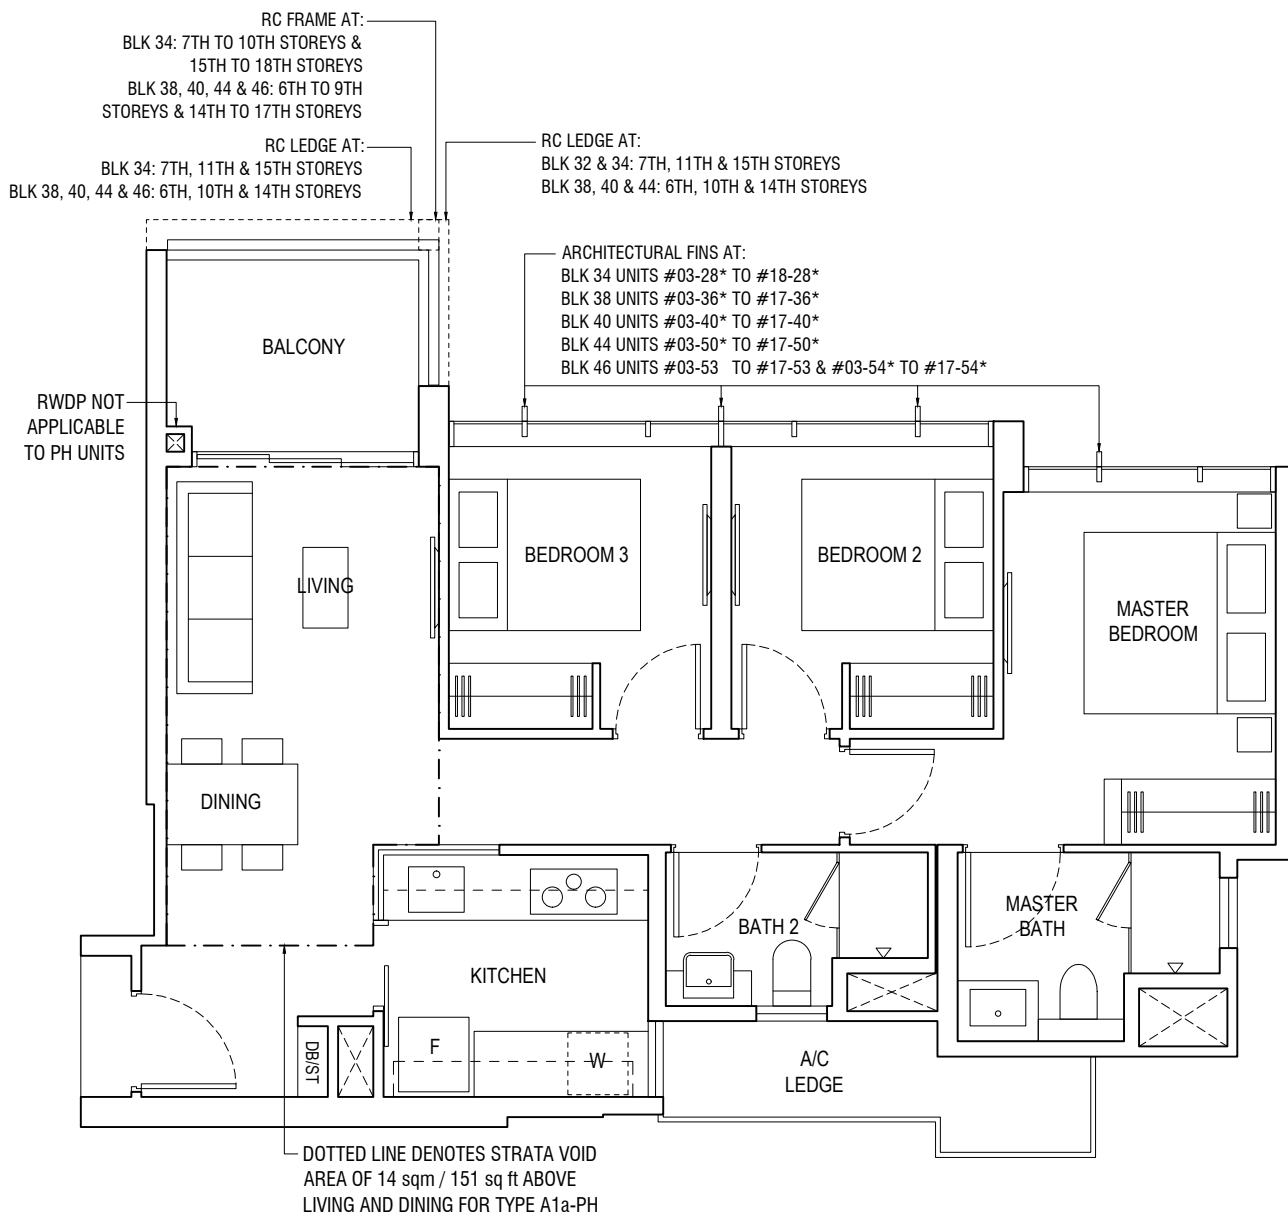 RC FRAME AT:
BLK 34: 7TH TO 10TH STOREYS &
15TH TO 18TH STOREYS
BLK 38, 40, 44 & 46: 6TH TO 9TH
STOREYS & 14TH TO 17TH STOREYS
RC LEDGE AT:
BLK 34: 7TH, 11TH & 15TH STOREYS
BLK 38, 40, 44 & 46: 6TH, 10TH & 14TH STOREYS
RC LEDGE AT:
BLK 32 & 34: 7TH, 11TH & 15TH STOREYS
BLK 38, 40 & 44: 6TH, 10TH & 14TH STOREYS
ARCHITECTURAL FINS AT:
BLK 34 UNITS #03-28* TO #18-28*
BLK 38 UNITS #03-36* TO #17-36*
BLK 40 UNITS #03-40* TO #17-40*
BLK 44 UNITS #03-50* TO #17-50*
BLK 46 UNITS #03-53 TO #17-53 & #03-54* TO #17-54*
BALCONY
RWDP NOT
APPLICABLE
TO PH UNITS
LIVING
BEDROOM 3
BEDROOM 2
MASTER
BEDROOM
DINING
KITCHEN
BATH 2
MASTER
BATH
F
W
DB/ST
A/C
LEDGE
DOTTED LINE DENOTES STRATA VOID
AREA OF 14 sqm / 151 sq ft ABOVE
LIVING AND DINING FOR TYPE A1a-PH